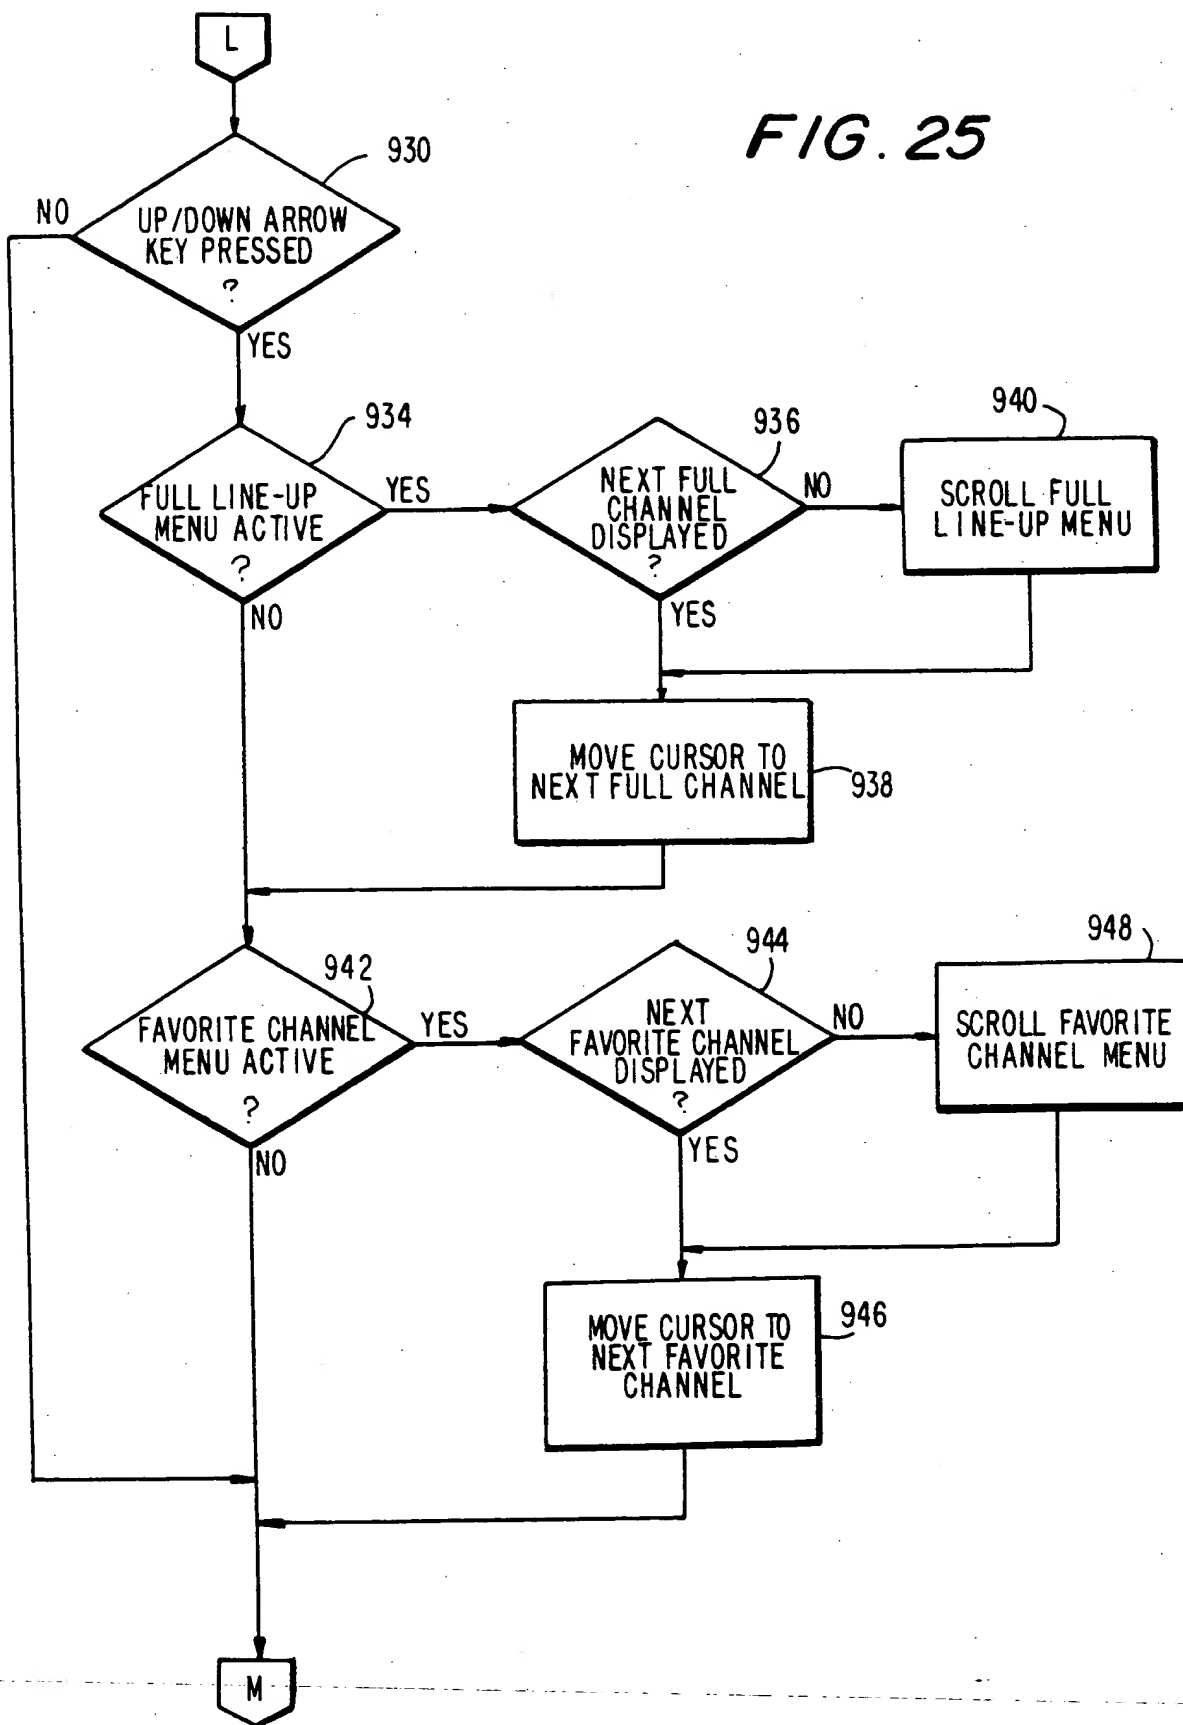 L
FIG. 25
930
NO
UP/DOWN ARROW
KEY PRESSED
?
YES
934
FULL LINE-UP
MENU ACTIVE
?
YES
NO
936
NEXT FULL
CHANNEL
DISPLAYED
?
NO
YES
940
SCROLL FULL
LINE-UP MENU
MOVE CURSOR TO
NEXT FULL CHANNEL
938
942
FAVORITE CHANNEL
MENU ACTIVE
?
YES
NO
944
NEXT
FAVORITE CHANNEL
DISPLAYED
?
NO
YES
948
SCROLL FAVORITE
CHANNEL MENU
MOVE CURSOR TO
NEXT FAVORITE
CHANNEL
946
M